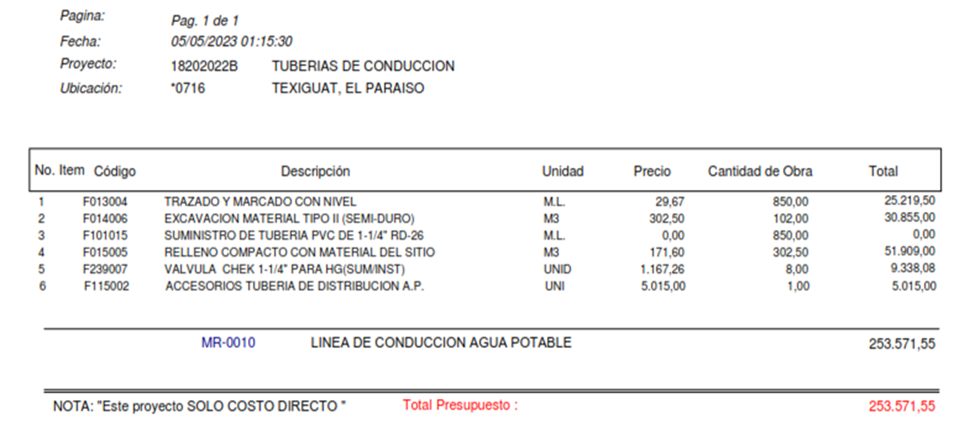 Pagina: Pag. 1 de 1
Fecha: 05/05/2023 01:15:30
Proyecto: 18202022B TUBERIAS DE CONDUCCION
Ubicación: *0716 TEXIGUAT, EL PARAISO
No. Item Código Descripción Unidad Precio Cantidad de Obra Total
1 F013004 TRAZADO Y MARCADO CON NIVEL M.L. 29,67 850,00 25.219,50
2 F014006 EXCAVACION MATERIAL TIPO II (SEMI-DURO) M3 302,50 102,00 30.855,00
3 F101015 SUMINISTRO DE TUBERIA PVC DE 1-1/4" RD-26 M.L. 0,00 850,00 0,00
4 F015005 RELLENO COMPACTO CON MATERIAL DEL SITIO M3 171,60 302,50 51.909,00
5 F239007 VALVULA CHEK 1-1/4" PARA HG(SUM/INST) UNID 1.167,26 8,00 9.338,08
6 F115002 ACCESORIOS TUBERIA DE DISTRIBUCION A.P. UNI 5.015,00 1,00 5.015,00
MR-0010 LINEA DE CONDUCCION AGUA POTABLE 253.571,55
NOTA: "Este proyecto SOLO COSTO DIRECTO " Total Presupuesto : 253.571,55